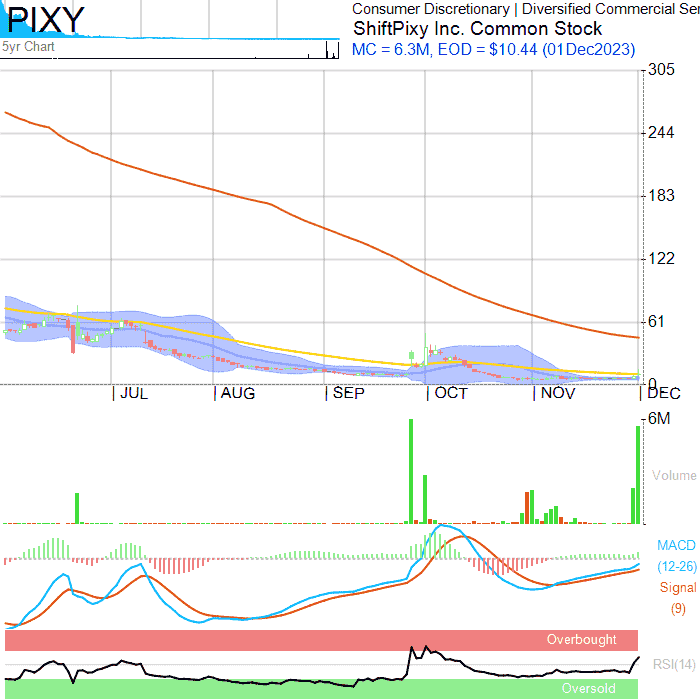 PIXY
5yr Chart
Consumer Discretionary | Diversified Commercial Ser
ShiftPixy Inc. Common Stock
MC = 6.3M, EOD = $10.44 (01Dec2023)
305
244
183
122
61
0
JUL AUG SEP OCT NOV DEC
6M
Volume
MACD
(12-26)
Signal
(9)
Overbought
RSI(14)
Oversold